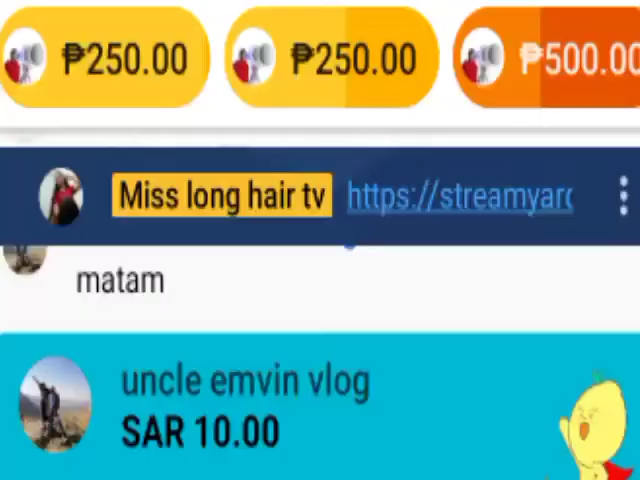 ₱250.00 ₱250.00 ₱500.00
Miss long hair tv https://streamyard
matam
uncle emvin vlog
SAR 10.00